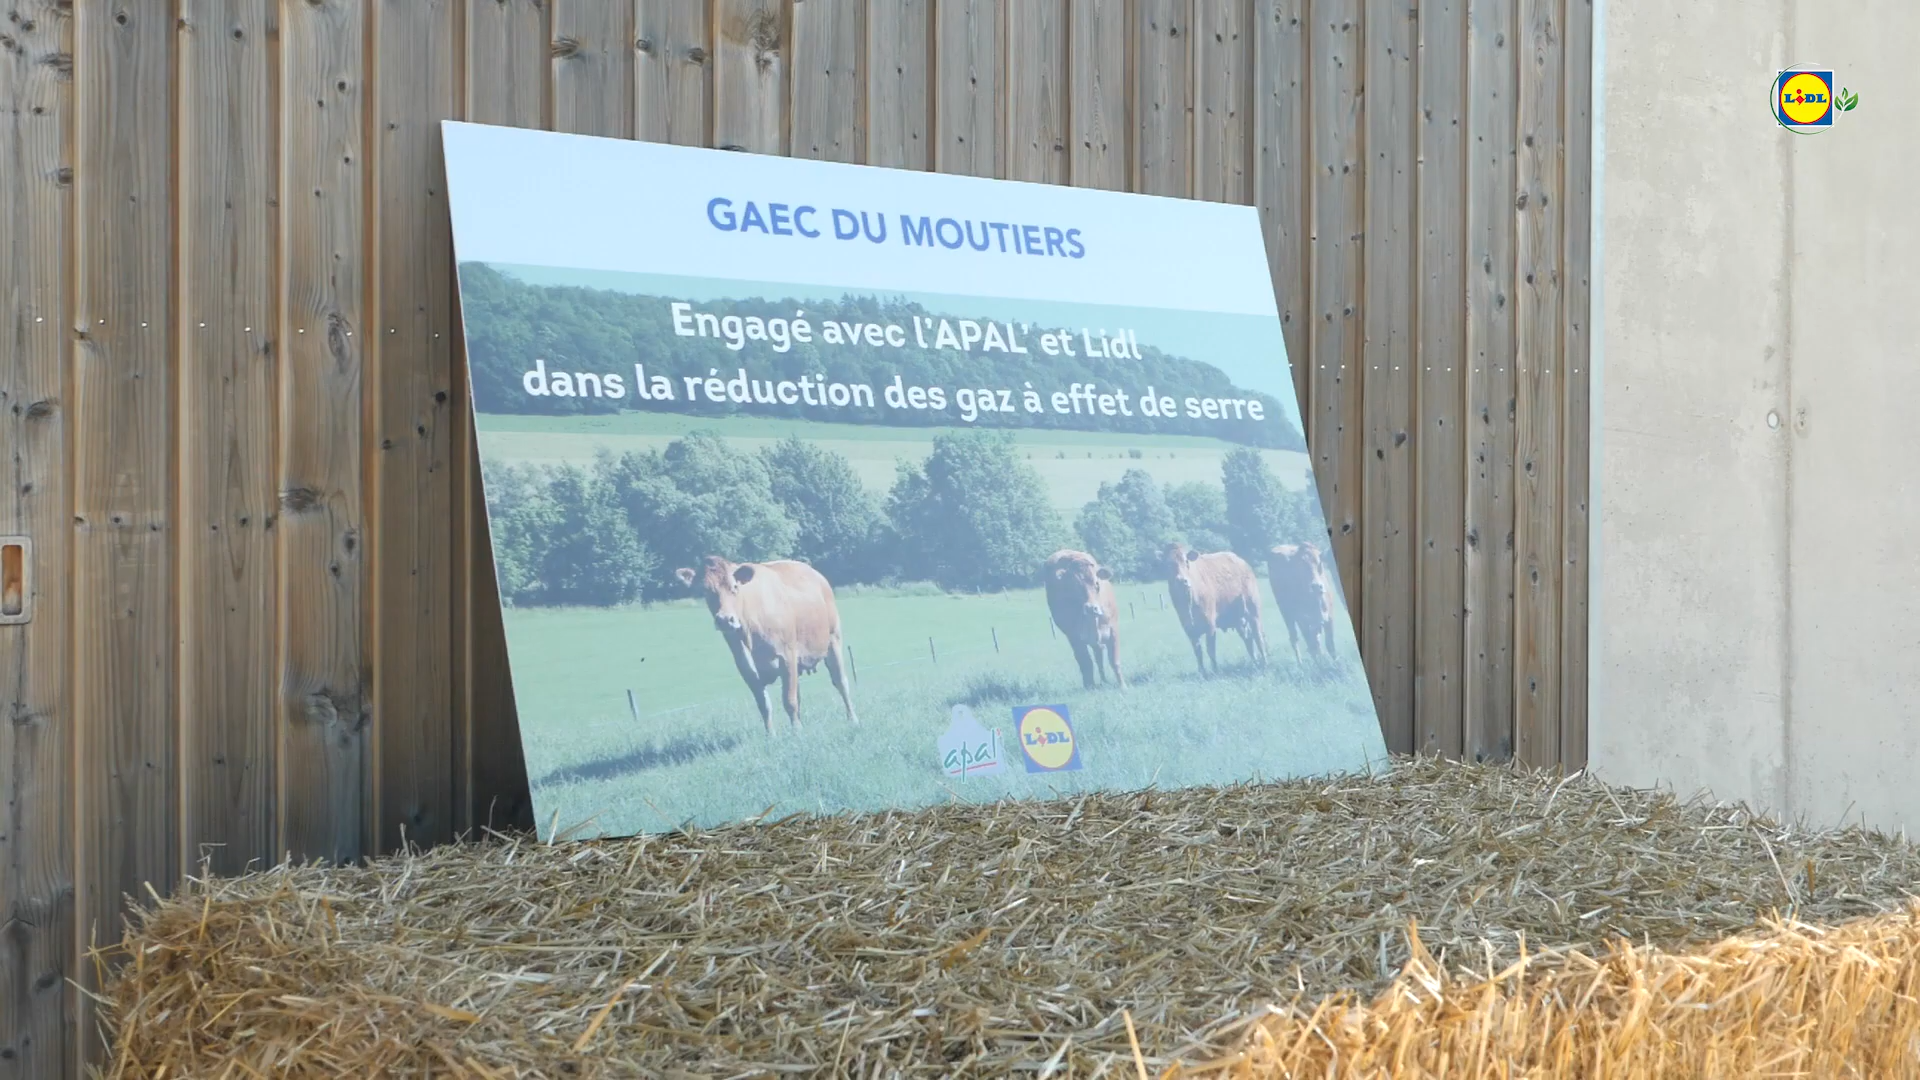 LIDL
GAEC DU MOUTIERS
Engagé avec l'APAL' et Lidl
dans la réduction des gaz à effet de serre
apal'
LIDL